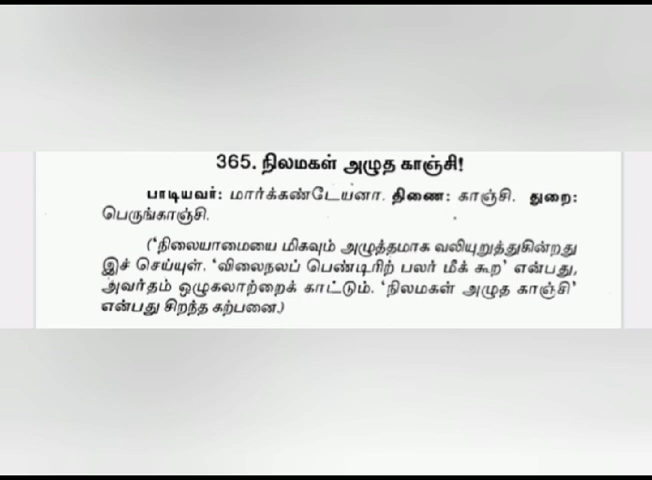 365. நிலமகள் அழுத காஞ்சி!
பாடியவர்: மார்க்கண்டேயனா. திணை: காஞ்சி. துறை:
பெருங்காஞ்சி.
('நிலையாமையை மிகவும் அழுத்தமாக வலியுறுத்துகின்றது
இச் செய்யுள். 'விலைநலப் பெண்டிரிற் பலர் மீக் கூற' என்பது,
அவர்தம் ஒழுகலாற்றைக் காட்டும். 'நிலமகள் அழுத காஞ்சி'
என்பது சிறந்த கற்பனை.)